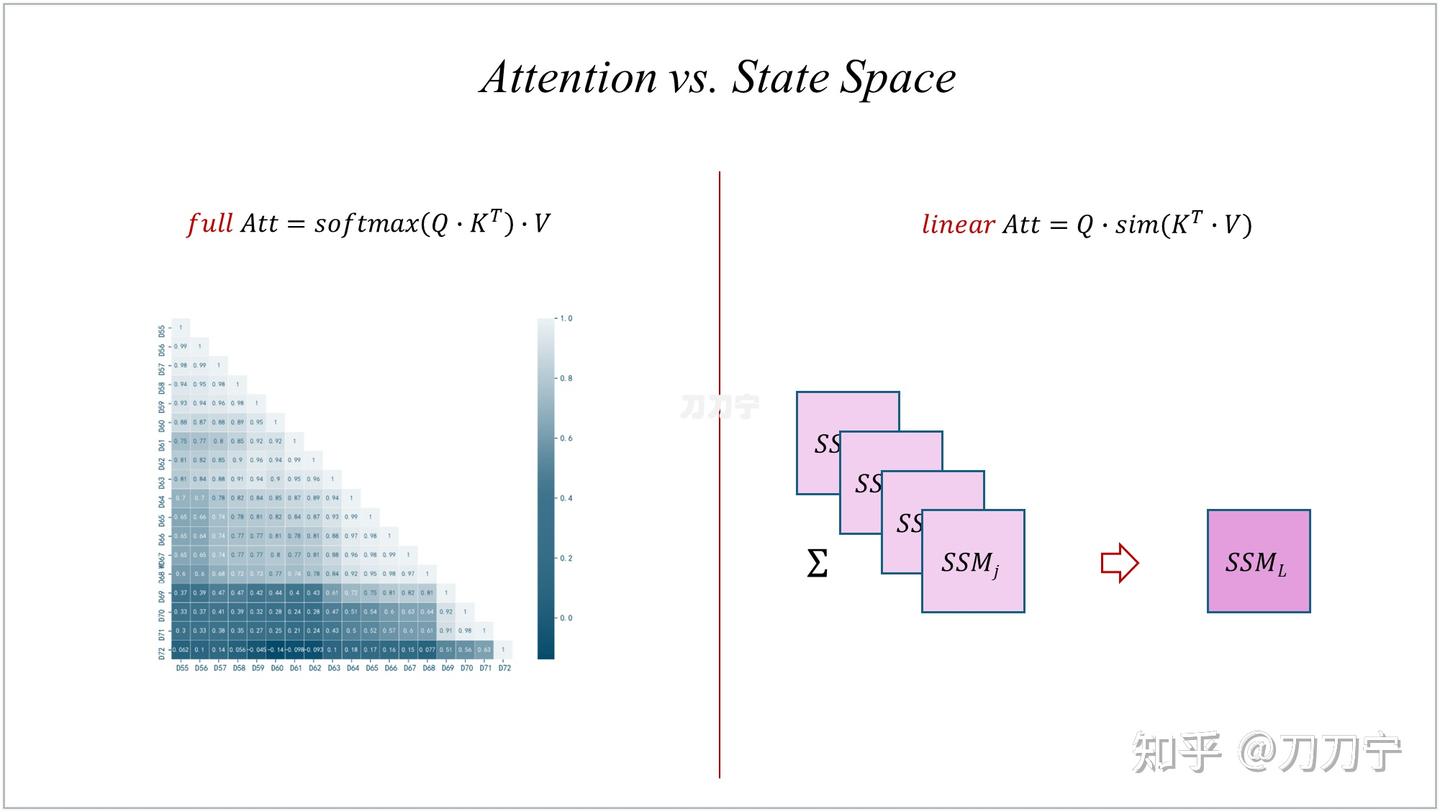 Attention vs. State Space
full Att = softmax(Q · K^T) · V
linear Att = Q · sim(K^T · V)
D55 1
D56 0.99 1
D57 0.98 0.99 1
D58 0.94 0.95 0.98 1
D59 0.93 0.94 0.96 0.98 1
D60 0.88 0.87 0.88 0.89 0.95 1
D61 0.75 0.77 0.8 0.85 0.92 0.92 1
D62 0.81 0.82 0.85 0.9 0.96 0.94 0.99 1
D63 0.81 0.84 0.88 0.91 0.94 0.9 0.95 0.96 1
D64 0.7 0.7 0.78 0.82 0.84 0.85 0.87 0.89 0.94 1
D65 0.65 0.66 0.74 0.78 0.81 0.82 0.84 0.87 0.93 0.99 1
D66 0.65 0.64 0.74 0.77 0.77 0.81 0.78 0.81 0.88 0.97 0.98 1
D67 0.65 0.65 0.74 0.77 0.77 0.8 0.77 0.81 0.88 0.96 0.98 0.99 1
D68 0.6 0.6 0.68 0.72 0.73 0.77 0.74 0.78 0.84 0.92 0.95 0.98 0.97 1
D69 0.37 0.39 0.47 0.47 0.42 0.44 0.4 0.43 0.61 0.72 0.75 0.81 0.82 0.81 1
D70 0.33 0.37 0.41 0.39 0.32 0.28 0.24 0.28 0.47 0.51 0.54 0.6 0.63 0.64 0.92 1
D71 0.3 0.33 0.38 0.35 0.27 0.25 0.21 0.24 0.43 0.5 0.52 0.57 0.6 0.61 0.91 0.98 1
D72 0.062 0.1 0.14 0.056 -0.045 -0.14 -0.098 -0.093 0.1 0.18 0.17 0.16 0.15 0.077 0.51 0.56 0.63 1
D55 D56 D57 D58 D59 D60 D61 D62 D63 D64 D65 D66 D67 D68 D69 D70 D71 D72
1.0
0.8
0.6
0.4
0.2
0.0
刀刀宁
SS
SS
SS
Σ
SSM_j
SSM_L
知乎 @刀刀宁